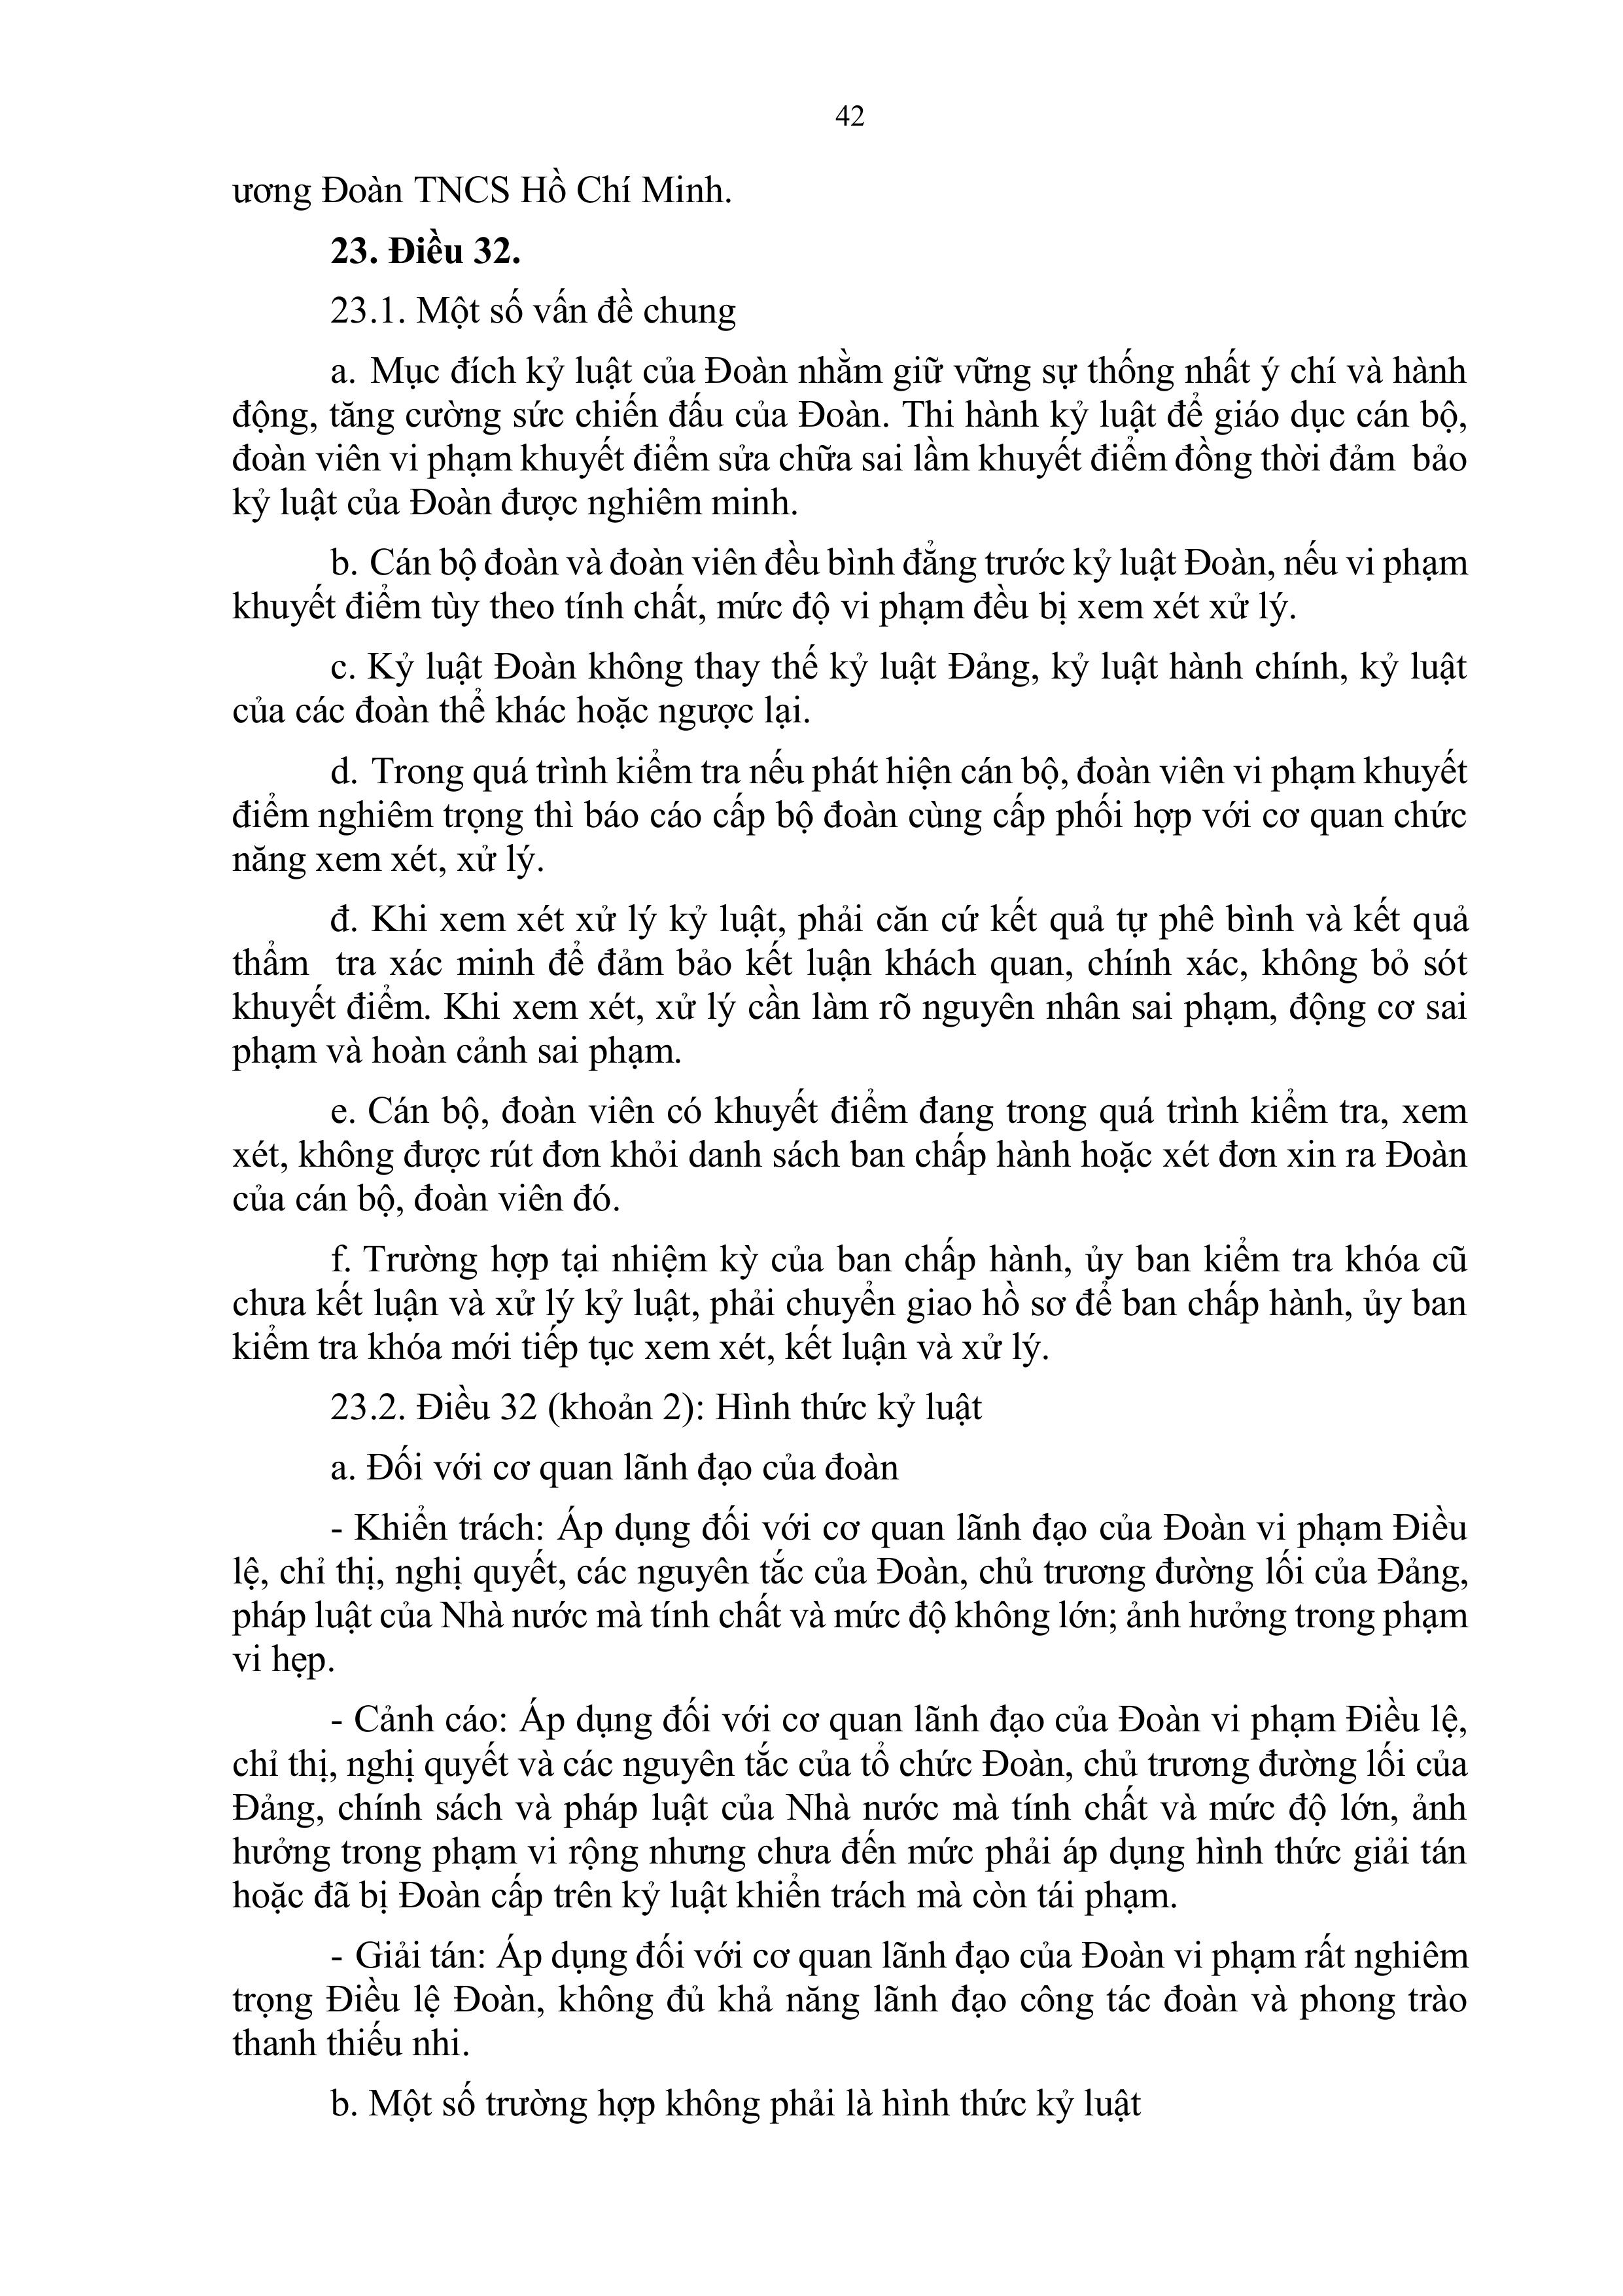 42
ương Đoàn TNCS Hồ Chí Minh.
23. Điều 32.
23.1. Một số vấn đề chung
a. Mục đích kỷ luật của Đoàn nhằm giữ vững sự thống nhất ý chí và hành
động, tăng cường sức chiến đấu của Đoàn. Thi hành kỷ luật để giáo dục cán bộ,
đoàn viên vi phạm khuyết điểm sửa chữa sai lầm khuyết điểm đồng thời đảm bảo
kỷ luật của Đoàn được nghiêm minh.
b. Cán bộ đoàn và đoàn viên đều bình đẳng trước kỷ luật Đoàn, nếu vi phạm
khuyết điểm tùy theo tính chất, mức độ vi phạm đều bị xem xét xử lý.
c. Kỷ luật Đoàn không thay thế kỷ luật Đảng, kỷ luật hành chính, kỷ luật
của các đoàn thể khác hoặc ngược lại.
d. Trong quá trình kiểm tra nếu phát hiện cán bộ, đoàn viên vi phạm khuyết
điểm nghiêm trọng thì báo cáo cấp bộ đoàn cùng cấp phối hợp với cơ quan chức
năng xem xét, xử lý.
đ. Khi xem xét xử lý kỷ luật, phải căn cứ kết quả tự phê bình và kết quả
thẩm tra xác minh để đảm bảo kết luận khách quan, chính xác, không bỏ sót
khuyết điểm. Khi xem xét, xử lý cần làm rõ nguyên nhân sai phạm, động cơ sai
phạm và hoàn cảnh sai phạm.
e. Cán bộ, đoàn viên có khuyết điểm đang trong quá trình kiểm tra, xem
xét, không được rút đơn khỏi danh sách ban chấp hành hoặc xét đơn xin ra Đoàn
của cán bộ, đoàn viên đó.
f. Trường hợp tại nhiệm kỳ của ban chấp hành, ủy ban kiểm tra khóa cũ
chưa kết luận và xử lý kỷ luật, phải chuyển giao hồ sơ để ban chấp hành, ủy ban
kiểm tra khóa mới tiếp tục xem xét, kết luận và xử lý.
23.2. Điều 32 (khoản 2): Hình thức kỷ luật
a. Đối với cơ quan lãnh đạo của đoàn
- Khiển trách: Áp dụng đối với cơ quan lãnh đạo của Đoàn vi phạm Điều
lệ, chỉ thị, nghị quyết, các nguyên tắc của Đoàn, chủ trương đường lối của Đảng,
pháp luật của Nhà nước mà tính chất và mức độ không lớn; ảnh hưởng trong phạm
vi hẹp.
- Cảnh cáo: Áp dụng đối với cơ quan lãnh đạo của Đoàn vi phạm Điều lệ,
chỉ thị, nghị quyết và các nguyên tắc của tổ chức Đoàn, chủ trương đường lối của
Đảng, chính sách và pháp luật của Nhà nước mà tính chất và mức độ lớn, ảnh
hưởng trong phạm vi rộng nhưng chưa đến mức phải áp dụng hình thức giải tán
hoặc đã bị Đoàn cấp trên kỷ luật khiển trách mà còn tái phạm.
- Giải tán: Áp dụng đối với cơ quan lãnh đạo của Đoàn vi phạm rất nghiêm
trọng Điều lệ Đoàn, không đủ khả năng lãnh đạo công tác đoàn và phong trào
thanh thiếu nhi.
b. Một số trường hợp không phải là hình thức kỷ luật